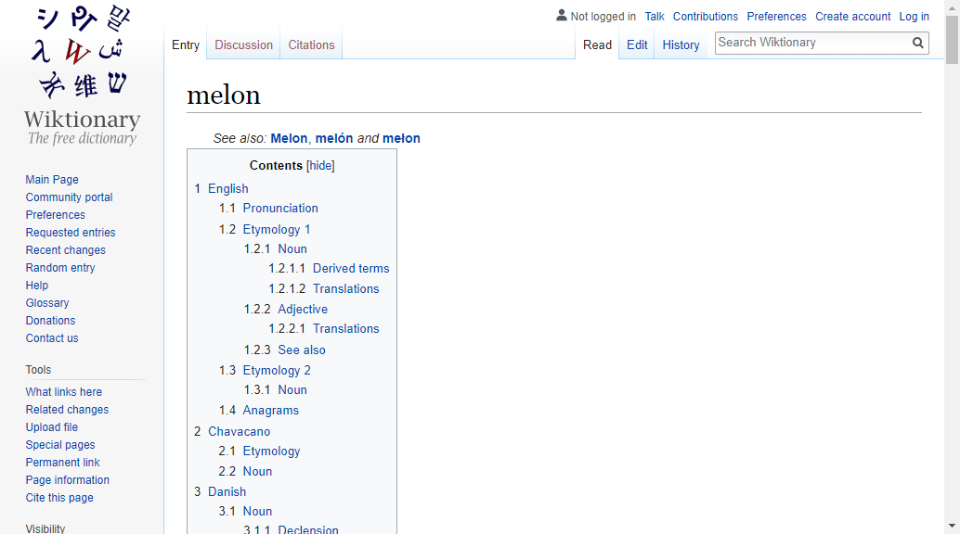 Not logged in Talk Contributions Preferences Create account Log in
Entry Discussion Citations Read Edit History Search Wiktionary
Wiktionary
The free dictionary
Main Page
Community portal
Preferences
Requested entries
Recent changes
Random entry
Help
Glossary
Donations
Contact us
Tools
What links here
Related changes
Upload file
Special pages
Permanent link
Page information
Cite this page
Visibility
melon
See also: Melon, melón and mełon
Contents [hide]
1 English
1.1 Pronunciation
1.2 Etymology 1
1.2.1 Noun
1.2.1.1 Derived terms
1.2.1.2 Translations
1.2.2 Adjective
1.2.2.1 Translations
1.2.3 See also
1.3 Etymology 2
1.3.1 Noun
1.4 Anagrams
2 Chavacano
2.1 Etymology
2.2 Noun
3 Danish
3.1 Noun
3.1.1 Declension